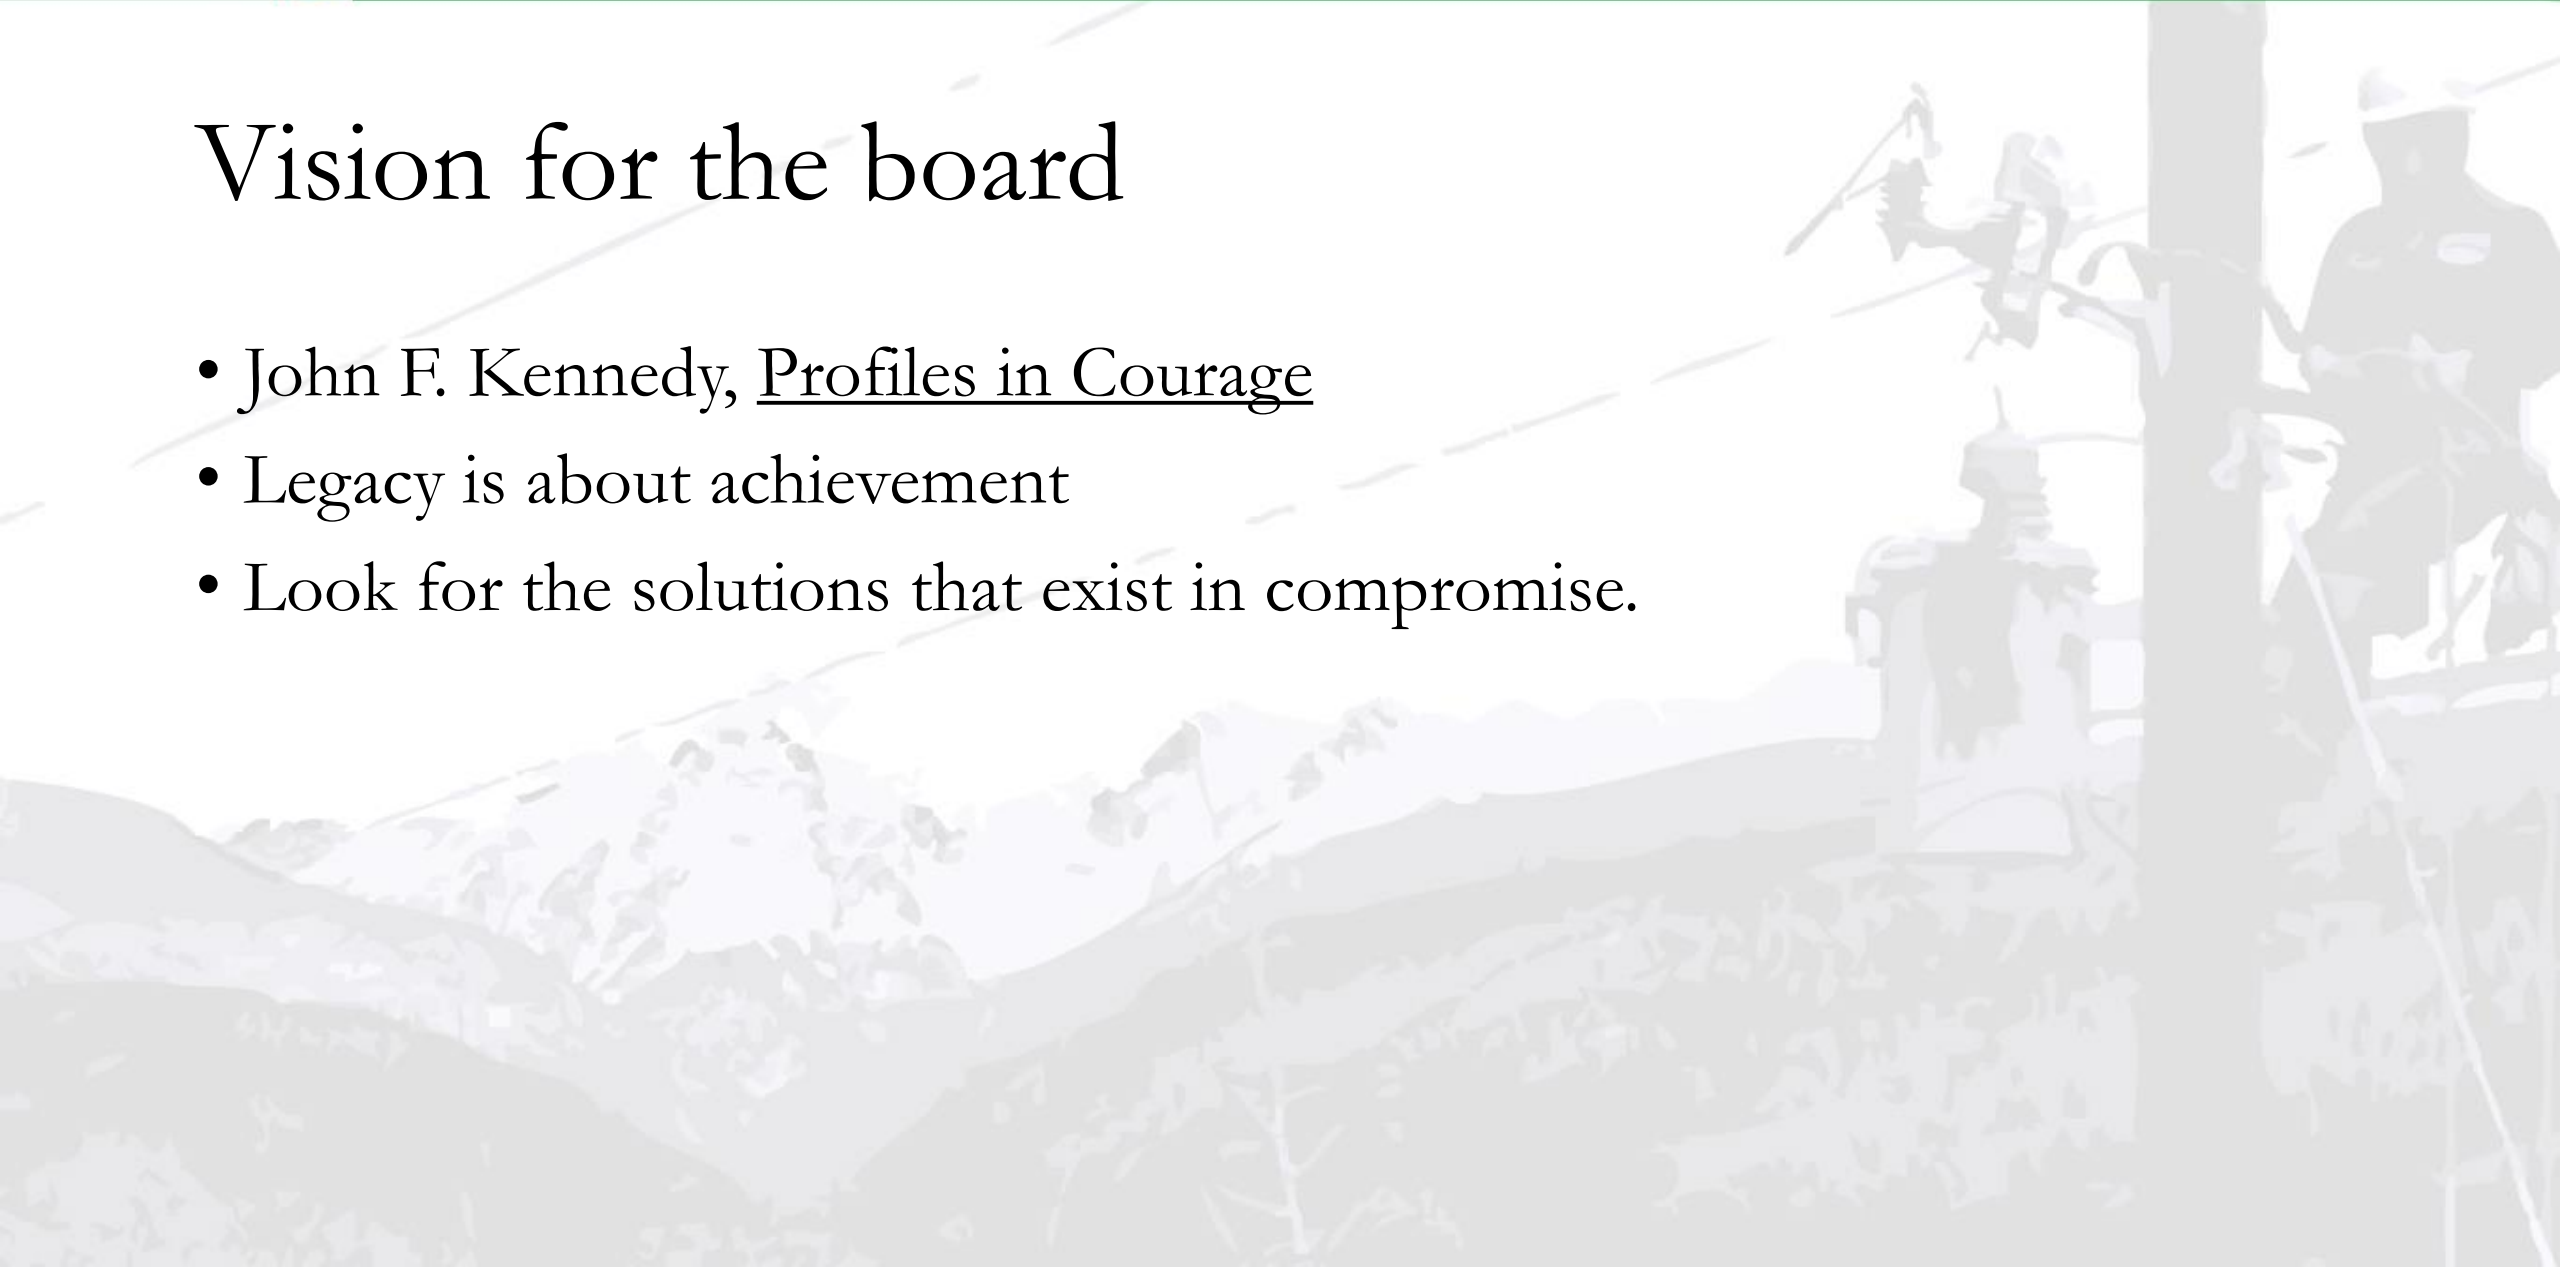 Vision for the board
• John F. Kennedy, Profiles in Courage
• Legacy is about achievement
• Look for the solutions that exist in compromise.